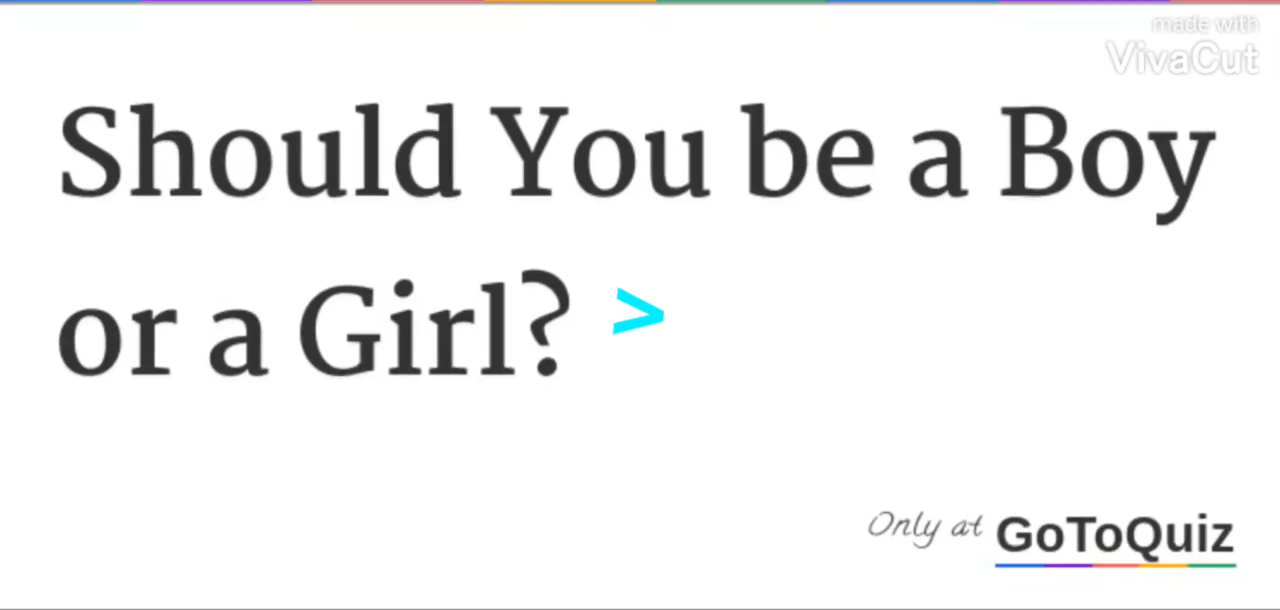 made with
VivaCut
Should You be a Boy
or a Girl? >
Only at GoToQuiz